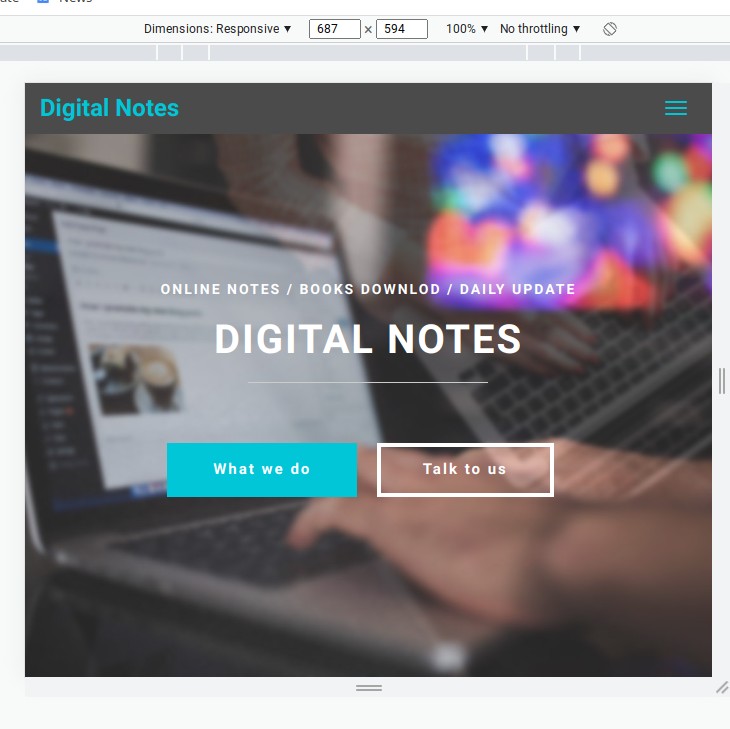 News
Dimensions: Responsive ▼ 687 × 594 100% ▼ No throttling ▼
Digital Notes
ONLINE NOTES / BOOKS DOWNLOD / DAILY UPDATE
DIGITAL NOTES
What we do
Talk to us